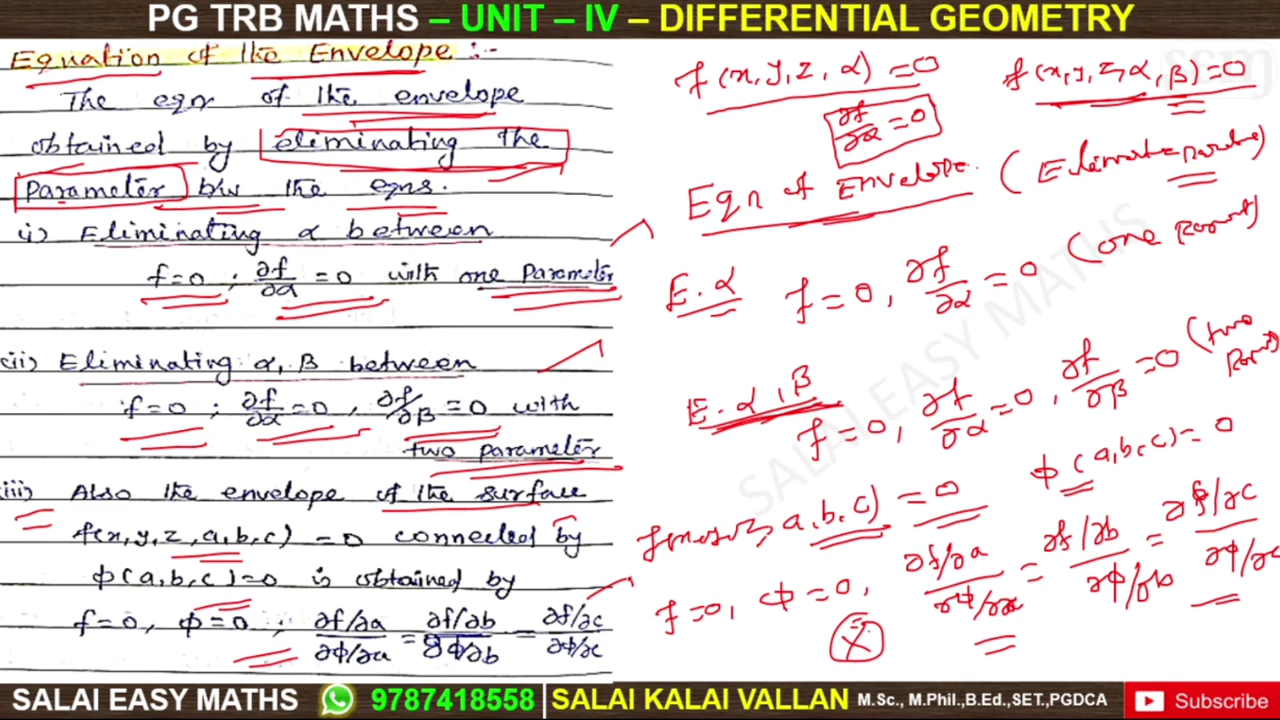 PG TRB MATHS – UNIT – IV – DIFFERENTIAL GEOMETRY
Equation of the Envelope :-
The eqn of the envelope
obtained by eliminating the
Parameter b/w the eqns.
(i) Eliminating α between
f=0 ; ∂f/∂α =0 with one Parameter
(ii) Eliminating α, β between
f=0 ; ∂f/∂α =0, ∂f/∂β =0 with
two parameter
(iii) Also the envelope of the surface
f(x,y,z,a,b,c) =0 connected by
φ(a,b,c)=0 is obtained by
f=0, φ=0 ; (∂f/∂a)/(∂φ/∂a) = (∂f/∂b)/(∂φ/∂b) = (∂f/∂c)/(∂φ/∂c)
ssm
f(x,y,z,α)=0
f(x,y,z,α,β)=0
∂f/∂α =0
Eqn of Envelope. (
E.α f=0, ∂f/∂α =0 (one
E.α,β f=0, ∂f/∂α =0, ∂f/∂β =0 (two
φ(a,b,c)=0
f(x,y,z,a,b,c)=0
f=0, φ=0, (∂f/∂a)/(∂φ/∂a) = (∂f/∂b)/(∂φ/∂b) = (∂f/∂c)/(∂φ/∂c)
SALAI EASY MATHS
SALAI EASY MATHS 9787418558 | SALAI KALAI VALLAN M.Sc., M.Phil.,B.Ed.,SET.,PGDCA Subscribe